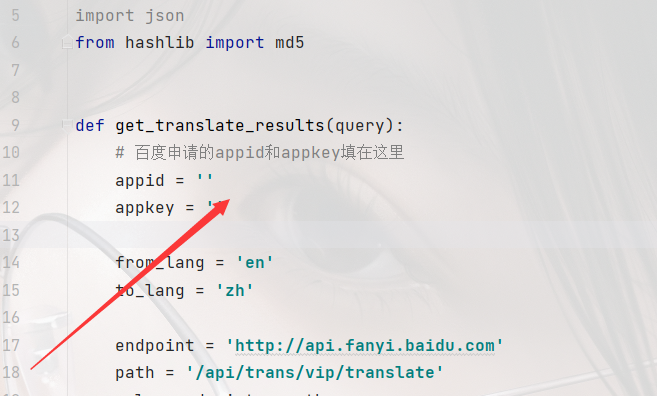 5 import json
6 from hashlib import md5
7
8
9 def get_translate_results(query):
10 # 百度申请的appid和appkey填在这里
11 appid = ''
12 appkey = '
13
14 from_lang = 'en'
15 to_lang = 'zh'
16
17 endpoint = 'http://api.fanyi.baidu.com'
18 path = '/api/trans/vip/translate'